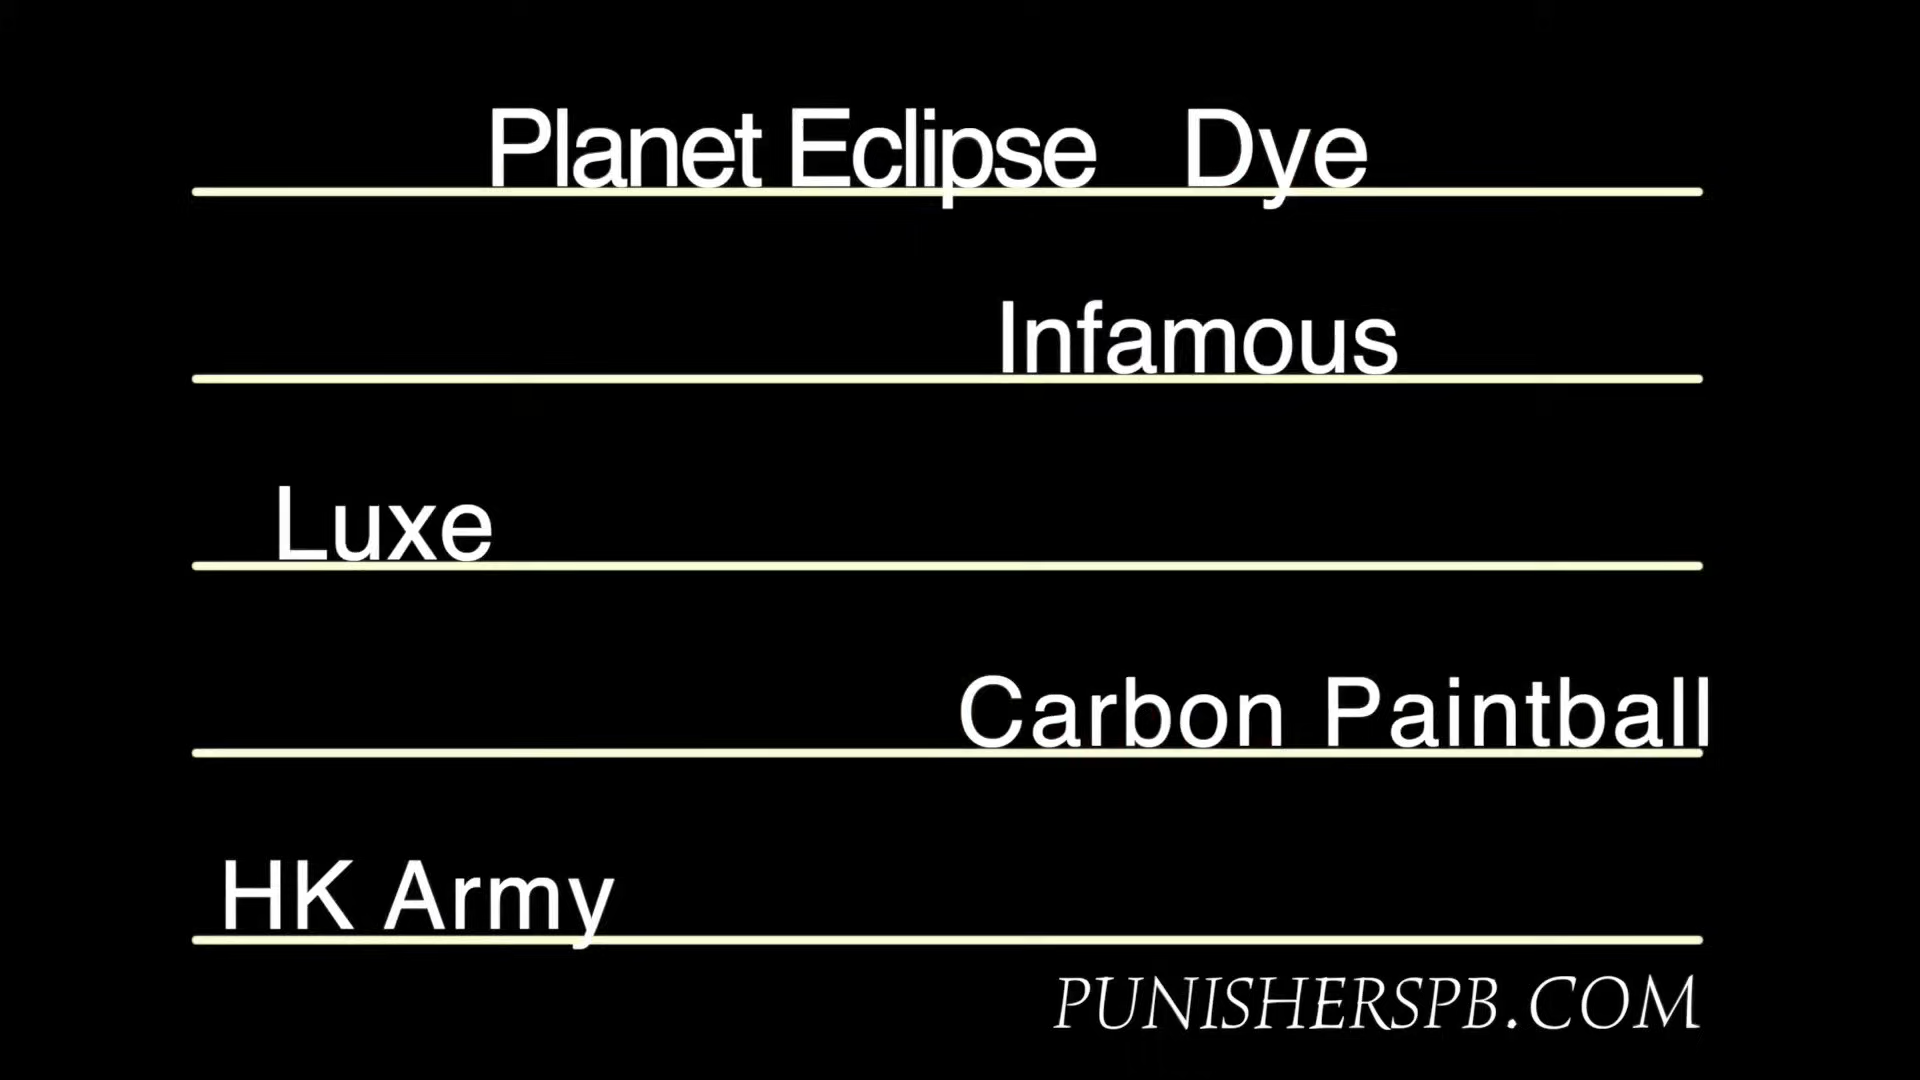 Planet Eclipse Dye
Infamous
Luxe
Carbon Paintball
HK Army
PUNISHERSPB.COM